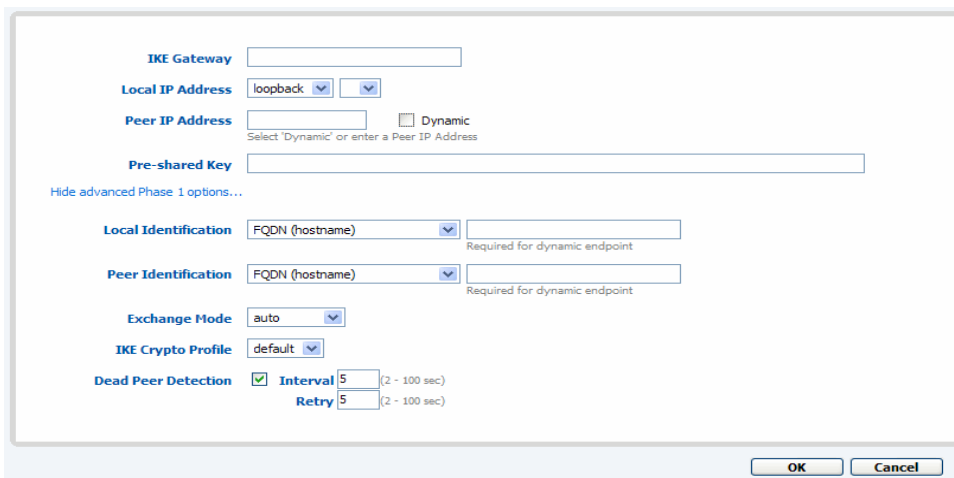 IKE Gateway
Local IP Address loopback
Peer IP Address Dynamic
Select 'Dynamic' or enter a Peer IP Address
Pre-shared Key
Hide advanced Phase 1 options...
Local Identification FQDN (hostname)
Required for dynamic endpoint
Peer Identification FQDN (hostname)
Required for dynamic endpoint
Exchange Mode auto
IKE Crypto Profile default
Dead Peer Detection Interval 5 (2 - 100 sec)
Retry 5 (2 - 100 sec)
OK Cancel